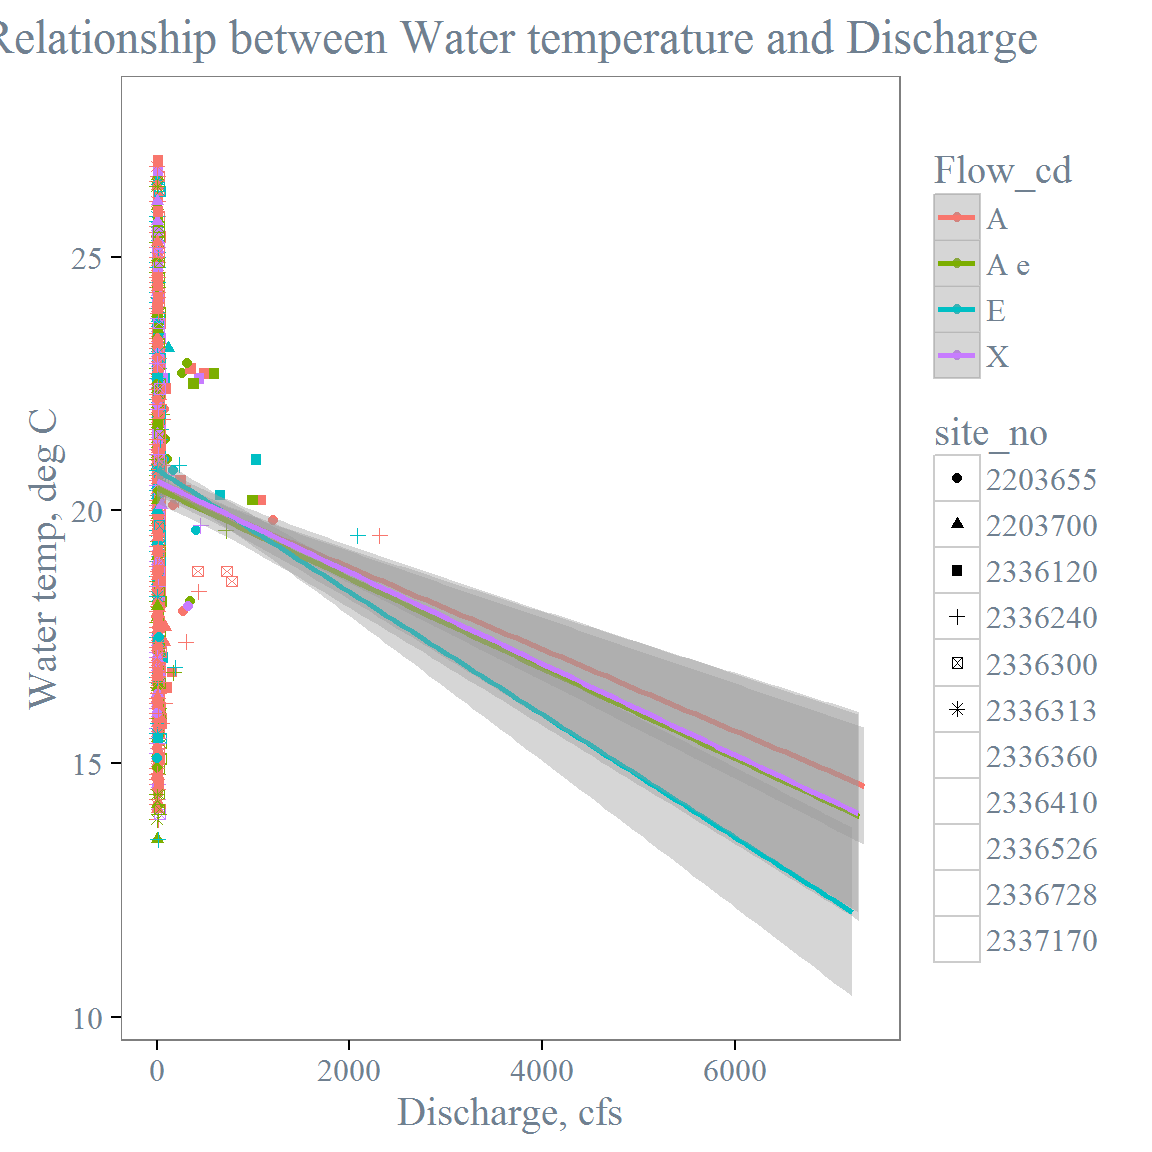 Relationship between Water temperature and Discharge
Water temp, deg C
25
20
15
10
0
2000
4000
6000
Discharge, cfs
Flow_cd
A
A e
E
X
site_no
2203655
2203700
2336120
2336240
2336300
2336313
2336360
2336410
2336526
2336728
2337170